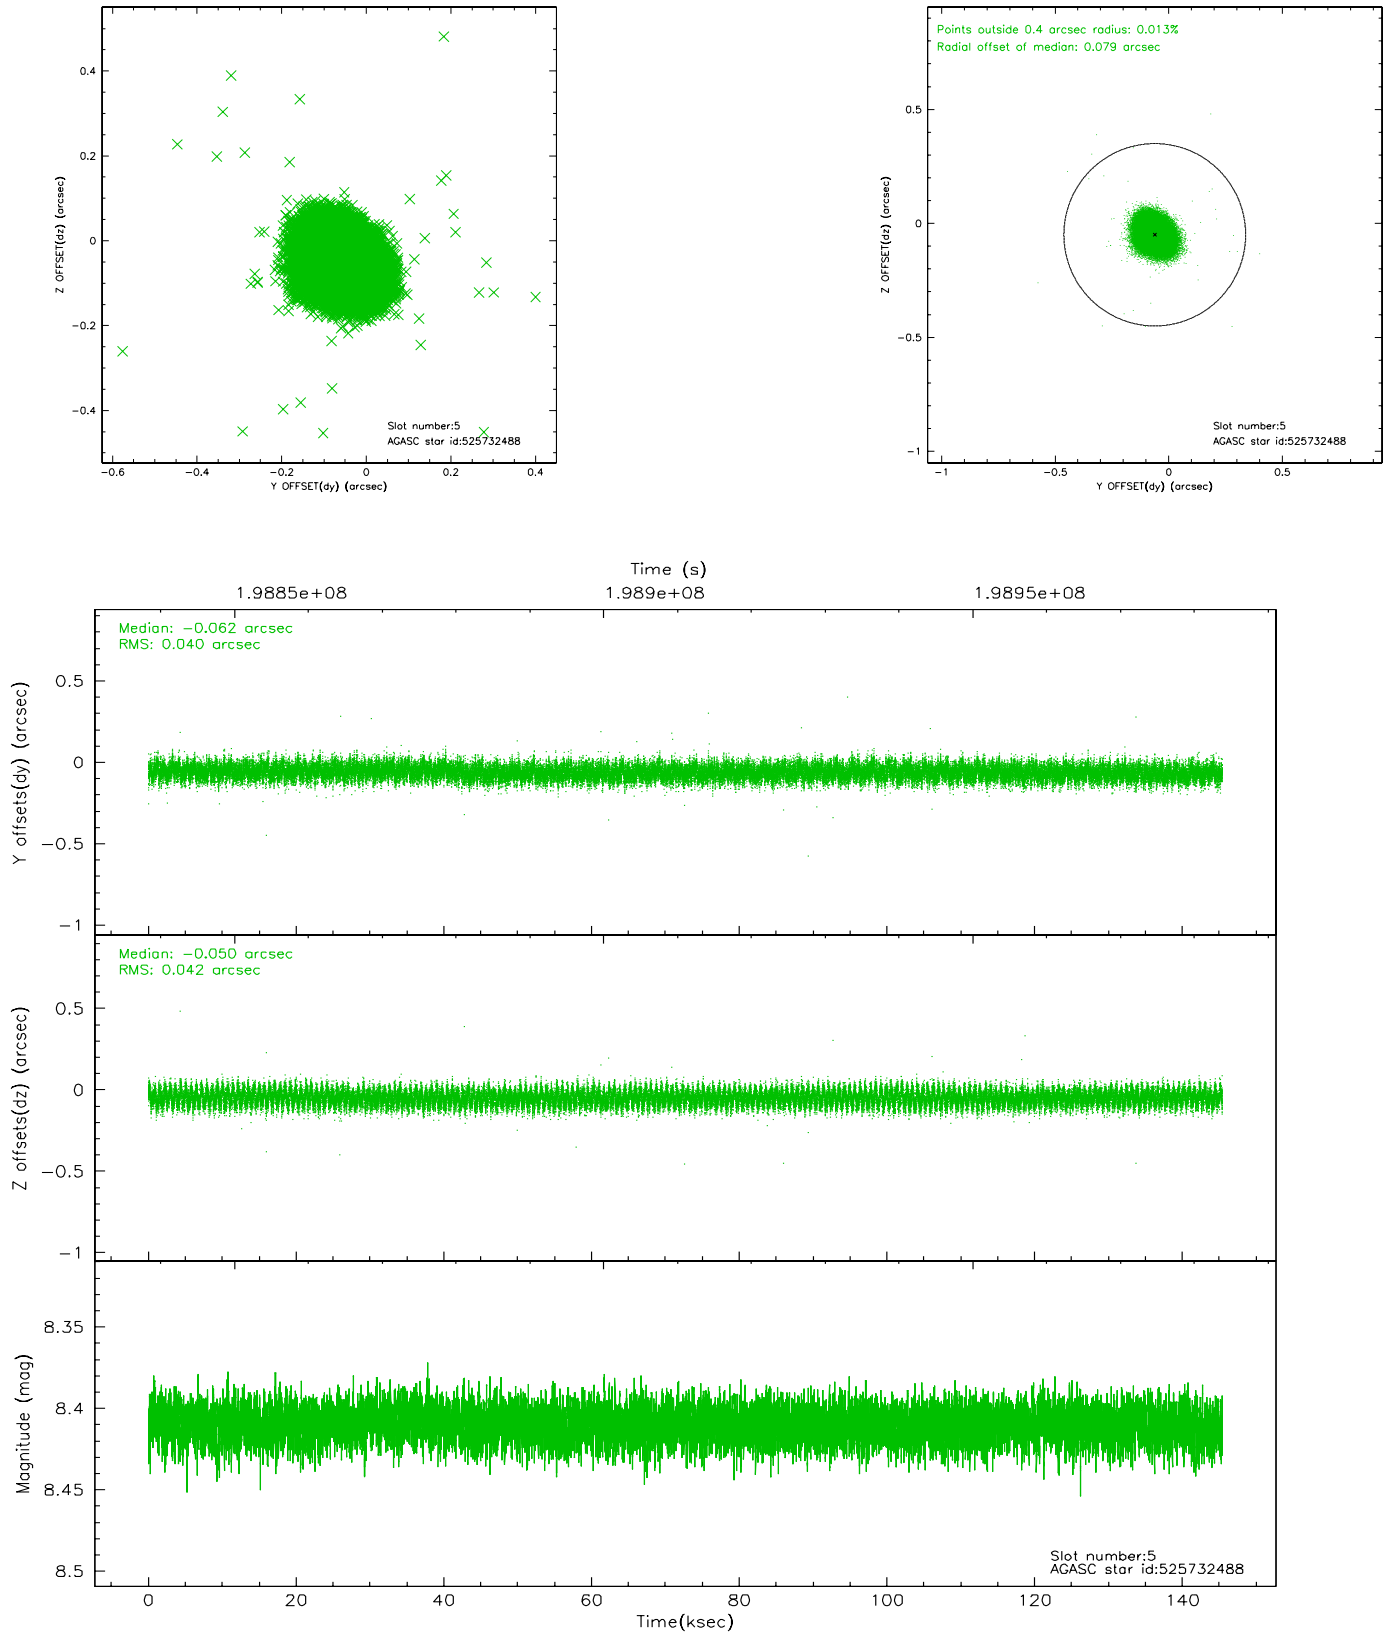 0.4
0.2
0
−0.2
−0.4
Z OFFSET(dz) (arcsec)
Slot number:5
AGASC star id:525732488
−0.6 −0.4 −0.2 0 0.2 0.4
Y OFFSET(dy) (arcsec)
Points outside 0.4 arcsec radius: 0.013%
Radial offset of median: 0.079 arcsec
0.5
0
−0.5
−1
Z OFFSET(dz) (arcsec)
Slot number:5
AGASC star id:525732488
−1 −0.5 0 0.5
Y OFFSET(dy) (arcsec)
Time (s)
1.9885e+08 1.989e+08 1.9895e+08
Median: −0.062 arcsec
RMS: 0.040 arcsec
0.5
0
−0.5
−1
Y offsets(dy) (arcsec)
Median: −0.050 arcsec
RMS: 0.042 arcsec
0.5
0
−0.5
−1
Z offsets(dz) (arcsec)
8.35
8.4
8.45
8.5
Magnitude (mag)
Slot number:5
AGASC star id:525732488
0 20 40 60 80 100 120 140
Time(ksec)